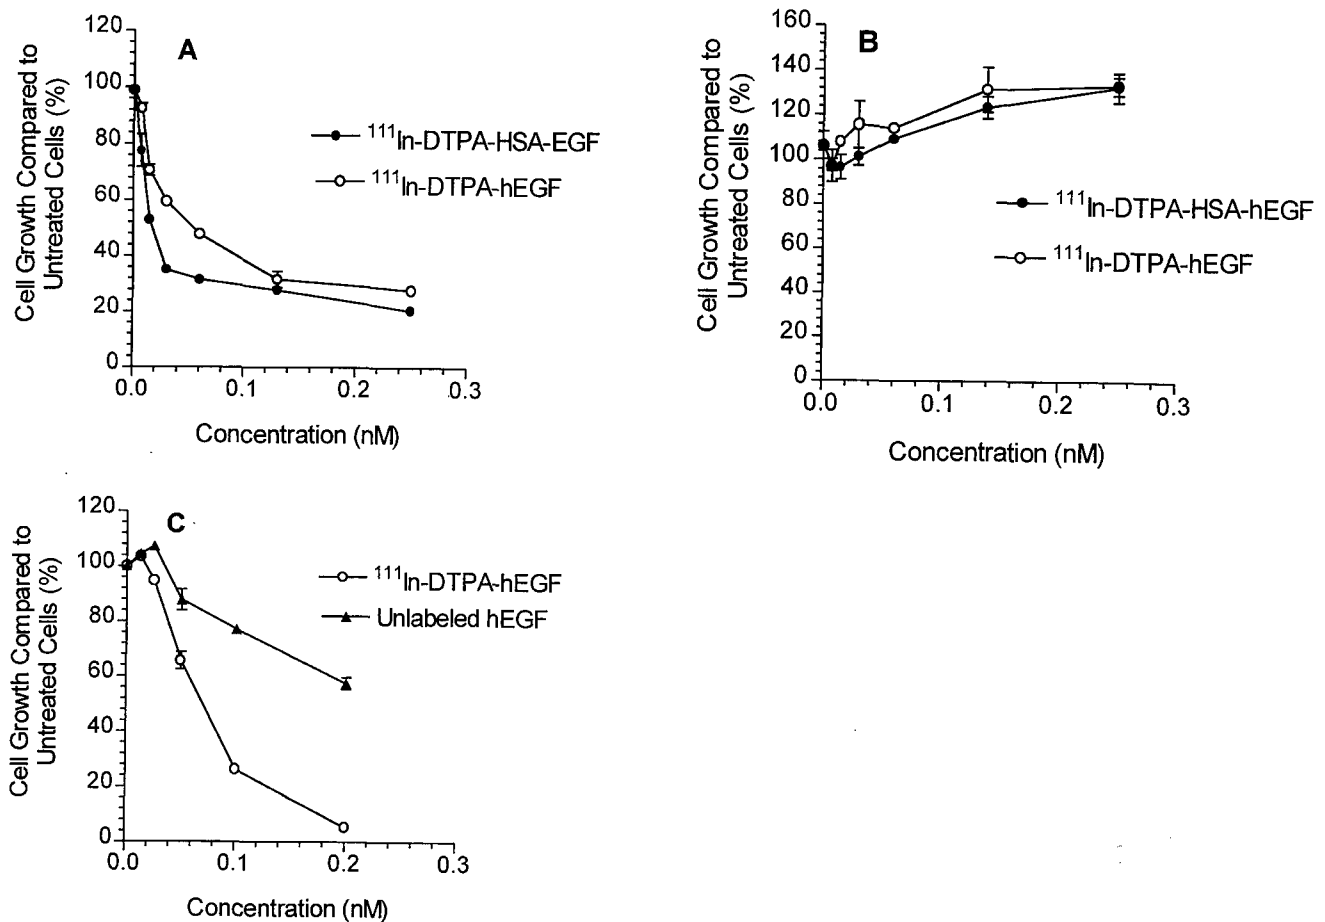 A
Cell Growth Compared to
Untreated Cells (%)
120
100
80
60
40
20
0
0.0 0.1 0.2 0.3
Concentration (nM)
¹¹¹In-DTPA-HSA-EGF
¹¹¹In-DTPA-hEGF
B
Cell Growth Compared to
Untreated Cells (%)
160
140
120
100
80
60
40
20
0
0.0 0.1 0.2 0.3
Concentration (nM)
¹¹¹In-DTPA-HSA-hEGF
¹¹¹In-DTPA-hEGF
C
Cell Growth Compared to
Untreated Cells (%)
120
100
80
60
40
20
0
0.0 0.1 0.2 0.3
Concentration (nM)
¹¹¹In-DTPA-hEGF
Unlabeled hEGF